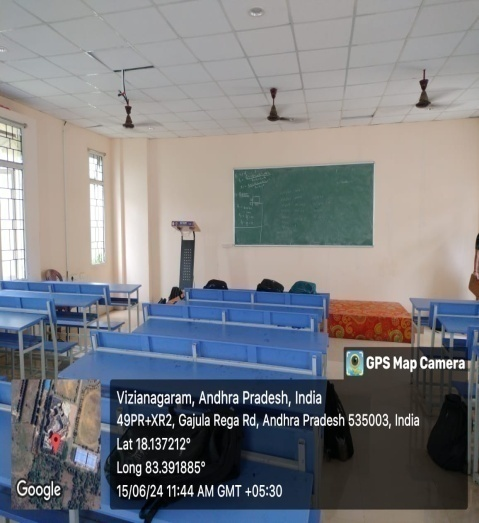 GPS Map Camera
Vizianagaram, Andhra Pradesh, India
49PR+XR2, Gajula Rega Rd, Andhra Pradesh 535003, India
Lat 18.137212°
Long 83.391885°
15/06/24 11:44 AM GMT +05:30
Google